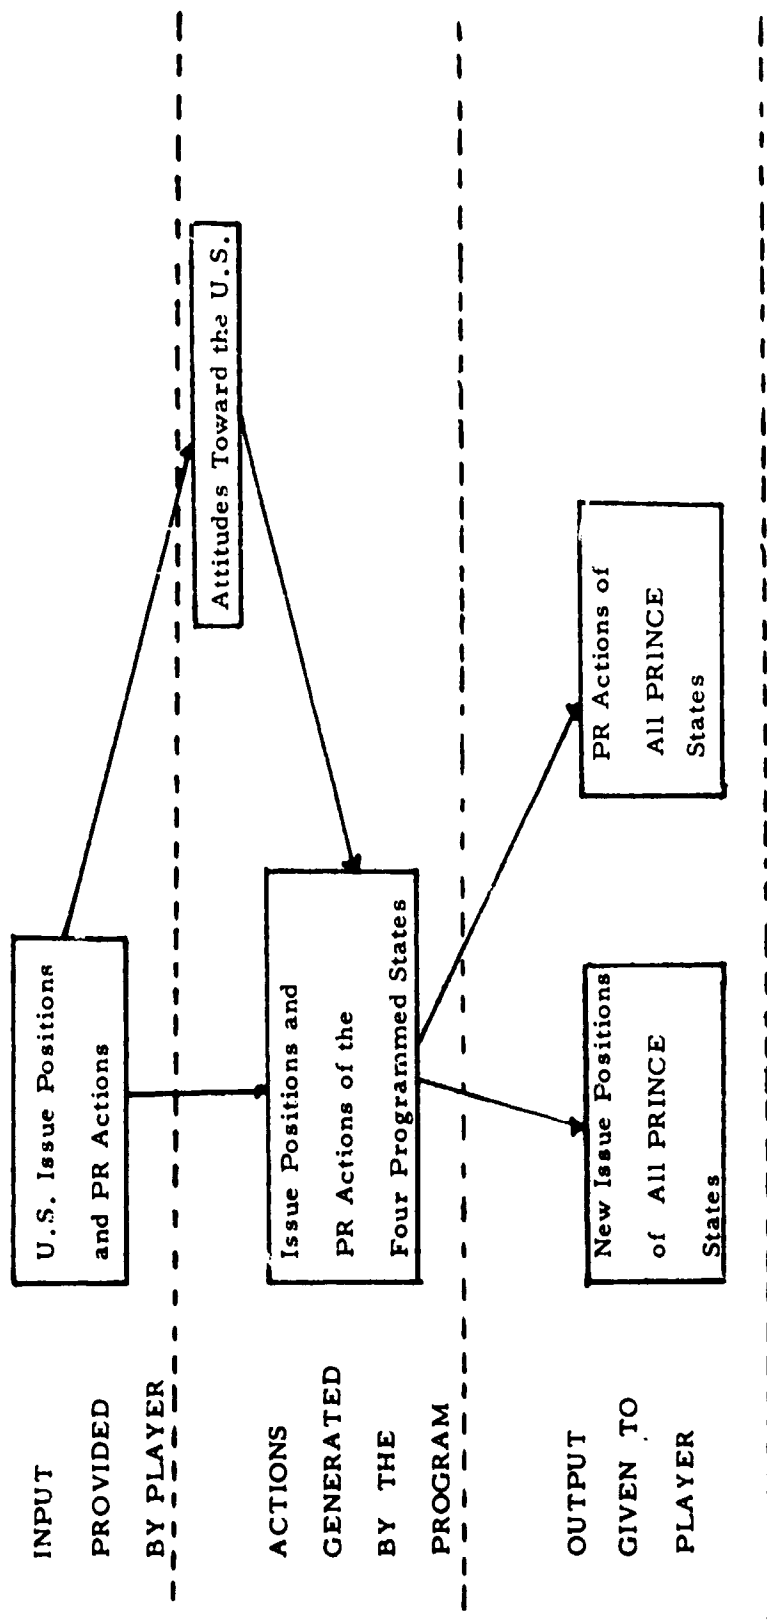 INPUT
PROVIDED
BY PLAYER
U.S. Issue Positions
and PR Actions
ACTIONS
GENERATED
BY THE
PROGRAM
Issue Positions and
PR Actions of the
Four Programmed States
Attitudes Toward the U.S.
OUTPUT
GIVEN TO
PLAYER
New Issue Positions
of All PRINCE
States
PR Actions of
All PRINCE
States